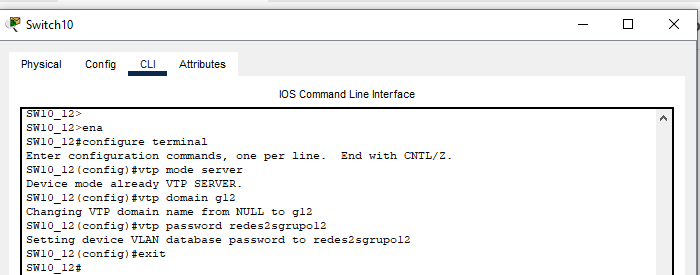 Switch10
Physical Config CLI Attributes
IOS Command Line Interface
SW10_12>
SW10_12>ena
SW10_12#configure terminal
Enter configuration commands, one per line.  End with CNTL/Z.
SW10_12(config)#vtp mode server
Device mode already VTP SERVER.
SW10_12(config)#vtp domain g12
Changing VTP domain name from NULL to g12
SW10_12(config)#vtp password redes2sgrupo12
Setting device VLAN database password to redes2sgrupo12
SW10_12(config)#exit
SW10_12#